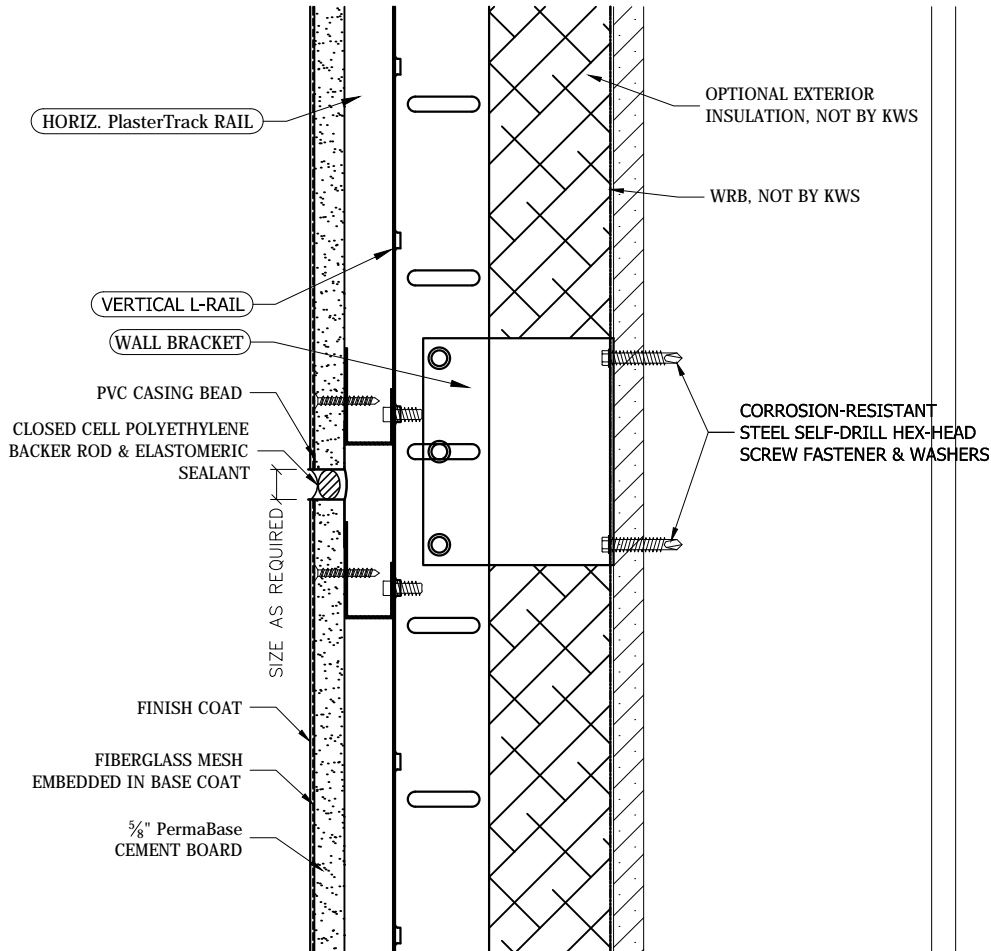 HORIZ. PlasterTrack RAIL
VERTICAL L-RAIL
WALL BRACKET
PVC CASING BEAD
CLOSED CELL POLYETHYLENE
BACKER ROD & ELASTOMERIC
SEALANT
SIZE AS REQUIRED
FINISH COAT
FIBERGLASS MESH
EMBEDDED IN BASE COAT
⅝" PermaBase
CEMENT BOARD
OPTIONAL EXTERIOR
INSULATION, NOT BY KWS
WRB, NOT BY KWS
CORROSION-RESISTANT
STEEL SELF-DRILL HEX-HEAD
SCREW FASTENER & WASHERS